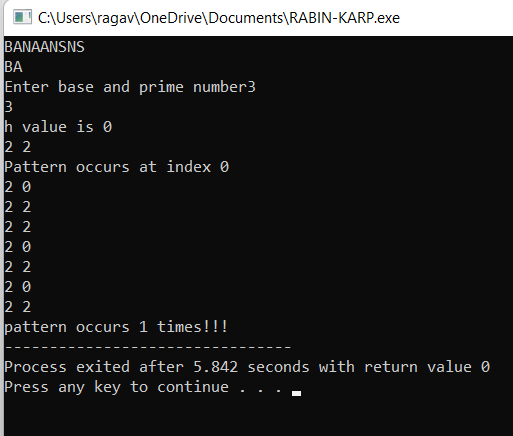 C:\Users\ragav\OneDrive\Documents\RABIN-KARP.exe
BANAANSNS
BA
Enter base and prime number3
3
h value is 0
2 2
Pattern occurs at index 0
2 0
2 2
2 2
2 0
2 2
2 0
2 2
pattern occurs 1 times!!!
--------------------------------
Process exited after 5.842 seconds with return value 0
Press any key to continue . . .